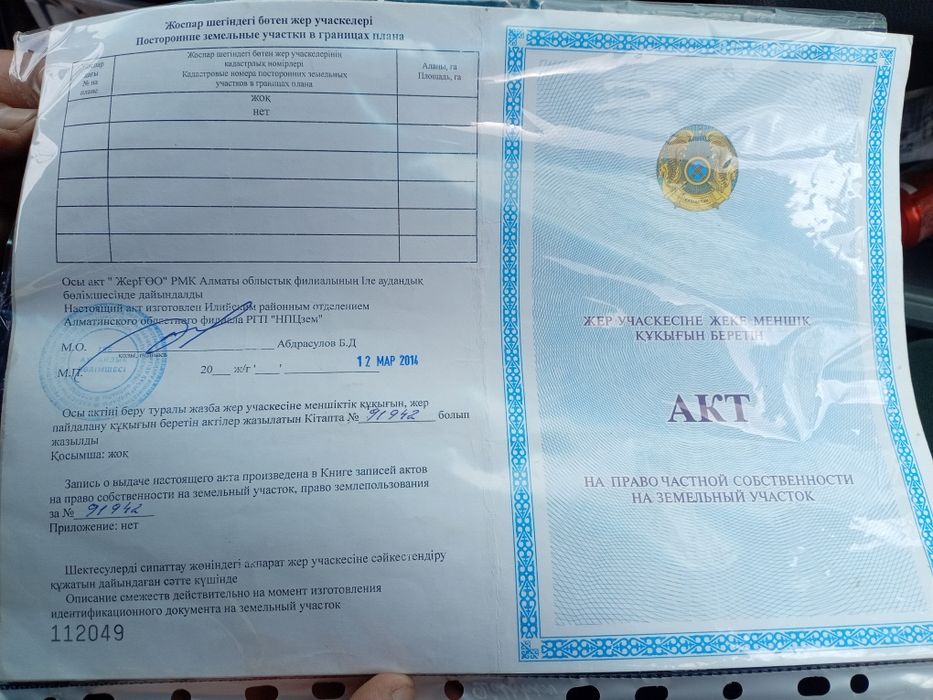 Жоспар шегіндегі бөтен жер учаскелері
Посторонние земельные участки в границах плана
Жоспар
дағы
№ на
плане
Жоспар шегіндегі бөтен жер учаскелерінің
кадастрлық нөмірлері
Кадастровые номера посторонних земельных
участков в границах плана
Аланы, га
Площадь, га
жоқ
нет
Осы акт " ЖерҒӨО" РМК Алматы облыстық филиалының Іле аудандық
бөлімшесінде дайындалды
Настоящий акт изготовлен Илийским районным отделением
Алматинского областного филиала РГП "НПЦзем"
М.О. Абдрасулов Б.Д
М.П. 20 ж/г ' ' 12 МАР 2014
Осы актіні беру туралы жазба жер учаскесіне меншіктік құқығын, жер
пайдалану құқығын беретін актілер жазылатын Кітапта № 91942 болып
жазылды
Қосымша: жоқ
Запись о выдаче настоящего акта произведена в Книге записей актов
на право собственности на земельный участок, право землепользования
за № 91942
Приложение: нет
Шектесулерді сипаттау жөніндегі ақпарат жер учаскесіне сәйкестендіру
құжатын дайындаған сәтте күшінде
Описание смежеств действительно на момент изготовления
идентификационного документа на земельный участок
112049
ЖЕР УЧАСКЕСІНЕ ЖЕКЕ МЕНШІК
ҚҰҚЫҒЫН БЕРЕТІН
АКТ
НА ПРАВО ЧАСТНОЙ СОБСТВЕННОСТИ
НА ЗЕМЕЛЬНЫЙ УЧАСТОК